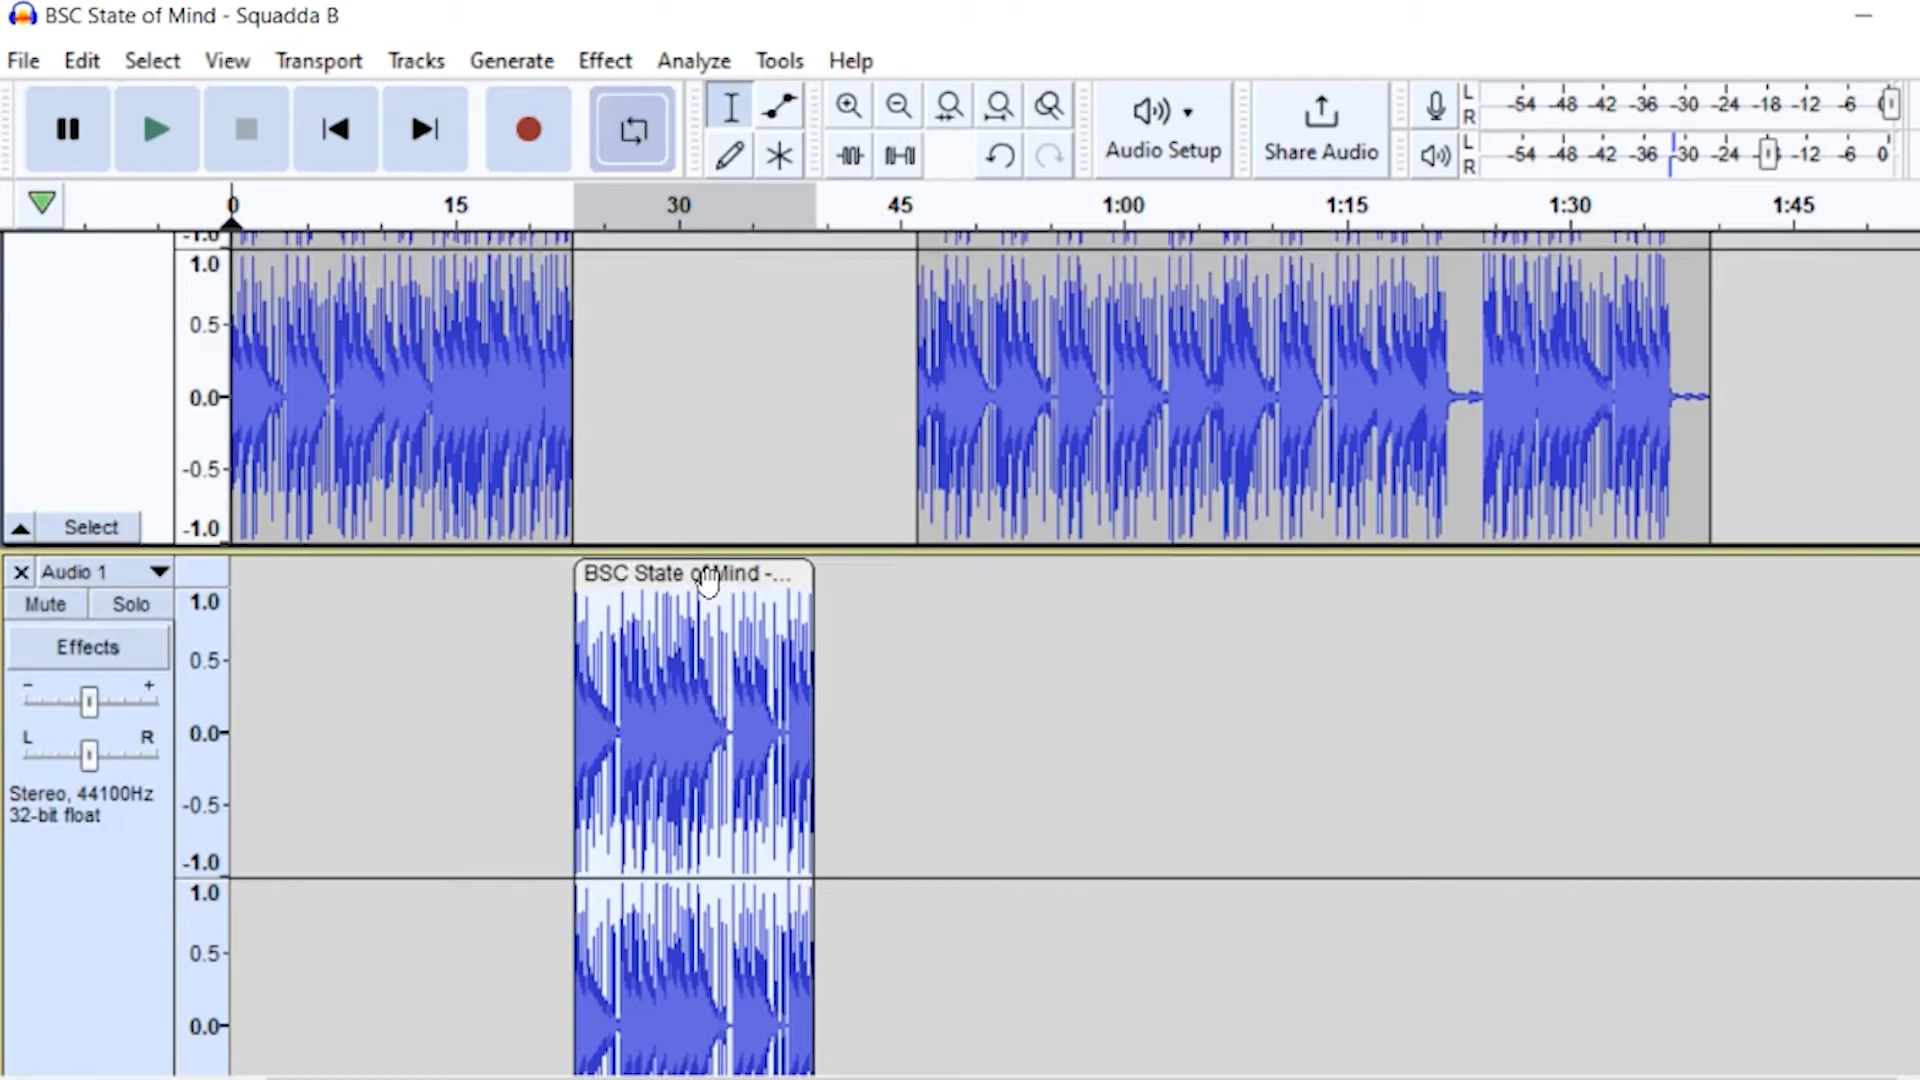 BSC State of Mind - Squadda B
File Edit Select View Transport Tracks Generate Effect Analyze Tools Help
Audio Setup
Share Audio
L
R
-54 -48 -42 -36 -30 -24 -18 -12 -6
L
R
-54 -48 -42 -36 -30 -24 -12 -6 0
0 15 30 45 1:00 1:15 1:30 1:45
-1.0
1.0
0.5
0.0
-0.5
-1.0
Select
Audio 1
BSC State of Mind -...
Mute Solo
Effects
- +
L R
Stereo, 44100Hz
32-bit float
1.0
0.5
0.0
-0.5
-1.0
1.0
0.5
0.0